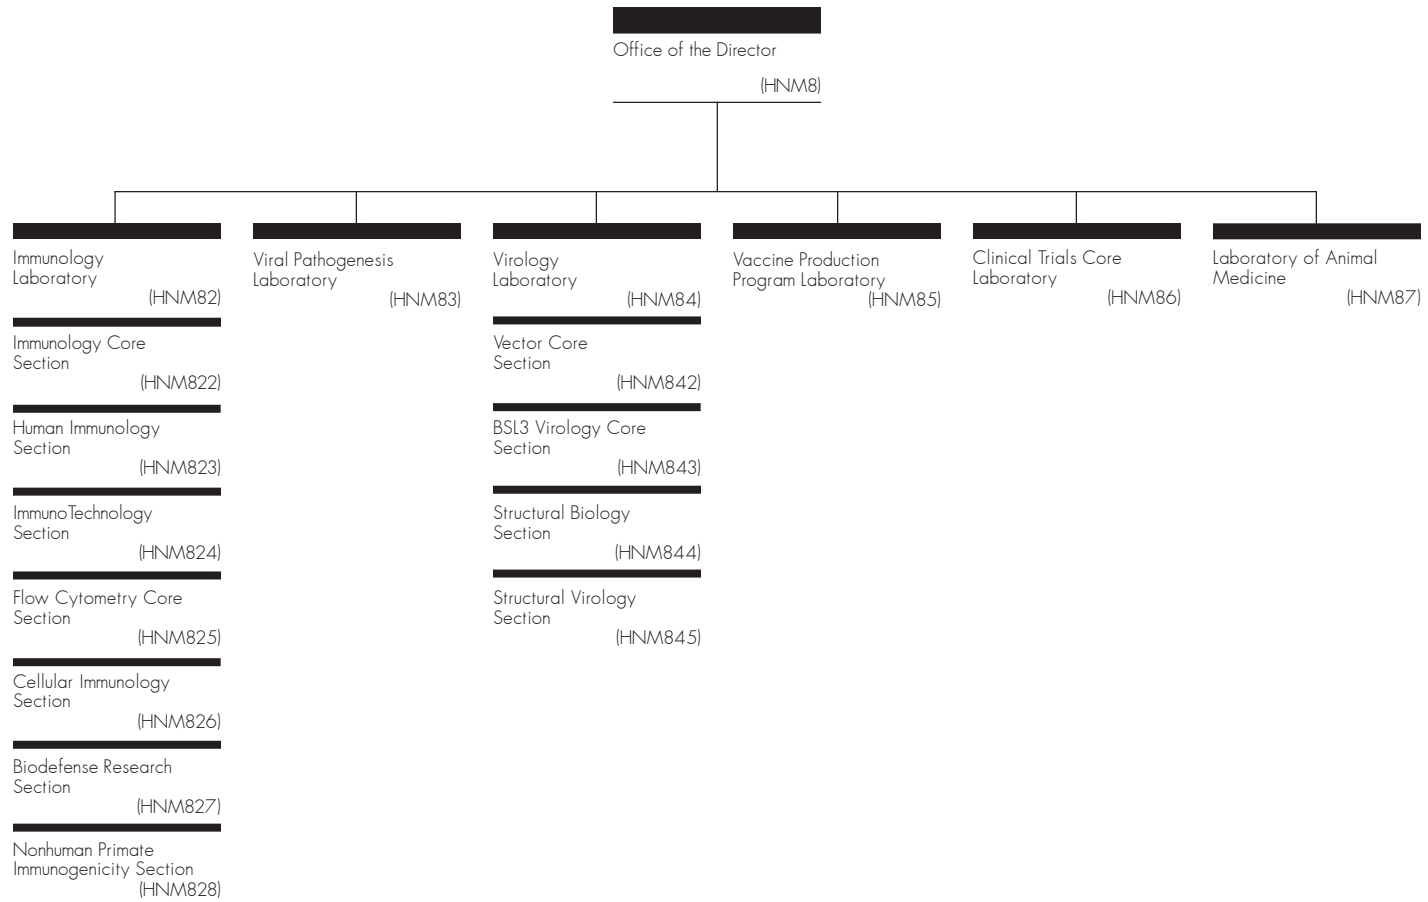 Office of the Director
(HNM8)
Immunology
Laboratory
(HNM82)
Immunology Core
Section
(HNM822)
Human Immunology
Section
(HNM823)
ImmunoTechnology
Section
(HNM824)
Flow Cytometry Core
Section
(HNM825)
Cellular Immunology
Section
(HNM826)
Biodefense Research
Section
(HNM827)
Nonhuman Primate
Immunogenicity Section
(HNM828)
Viral Pathogenesis
Laboratory
(HNM83)
Virology
Laboratory
(HNM84)
Vector Core
Section
(HNM842)
BSL3 Virology Core
Section
(HNM843)
Structural Biology
Section
(HNM844)
Structural Virology
Section
(HNM845)
Vaccine Production
Program Laboratory
(HNM85)
Clinical Trials Core
Laboratory
(HNM86)
Laboratory of Animal
Medicine
(HNM87)